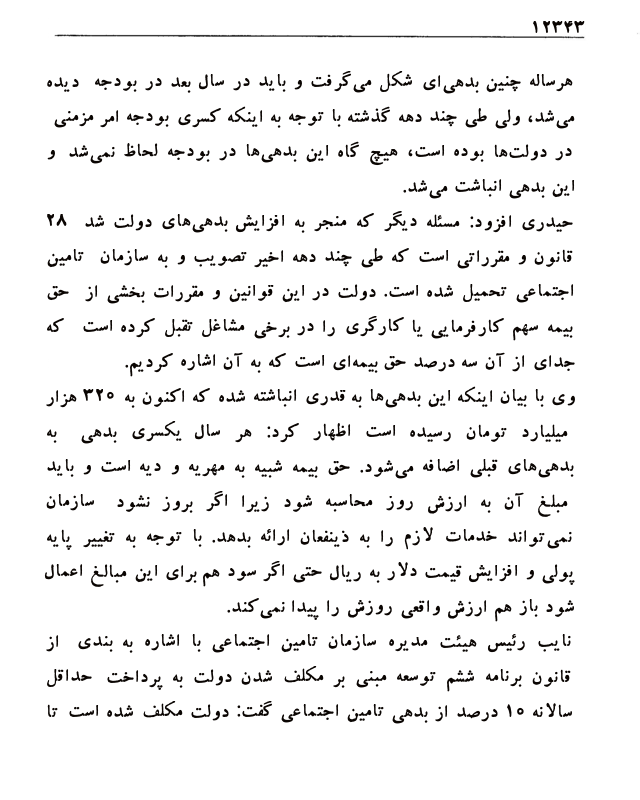 ۱۲۳۴۳
هرساله چنین بدهی‌ای شکل می‌گرفت و باید در سال بعد در بودجه دیده
می‌شد، ولی طی چند دهه گذشته با توجه به اینکه کسری بودجه امر مزمنی
در دولت‌ها بوده است، هیچ گاه این بدهی‌ها در بودجه لحاظ نمی‌شد و
این بدهی انباشت می‌شد.
حیدری افزود: مسئله دیگر که منجر به افزایش بدهی‌های دولت شد ۲۸
قانون و مقرراتی است که طی چند دهه اخیر تصویب و به سازمان تامین
اجتماعی تحمیل شده است. دولت در این قوانین و مقررات بخشی از حق
بیمه سهم کارفرمایی یا کارگری را در برخی مشاغل تقبل کرده است که
جدای از آن سه درصد حق بیمه‌ای است که به آن اشاره کردیم.
وی با بیان اینکه این بدهی‌ها به قدری انباشته شده که اکنون به ۳۲۰ هزار
میلیارد تومان رسیده است اظهار کرد: هر سال یکسری بدهی به
بدهی‌های قبلی اضافه می‌شود. حق بیمه شبیه به مهریه و دیه است و باید
مبلغ آن به ارزش روز محاسبه شود زیرا اگر بروز نشود سازمان
نمی‌تواند خدمات لازم را به ذینفعان ارائه بدهد. با توجه به تغییر پایه
پولی و افزایش قیمت دلار به ریال حتی اگر سود هم برای این مبالغ اعمال
شود باز هم ارزش واقعی روزش را پیدا نمی‌کند.
نایب رئیس هیئت مدیره سازمان تامین اجتماعی با اشاره به بندی از
قانون برنامه ششم توسعه مبنی بر مکلف شدن دولت به پرداخت حداقل
سالانه ۱۰ درصد از بدهی تامین اجتماعی گفت: دولت مکلف شده است تا